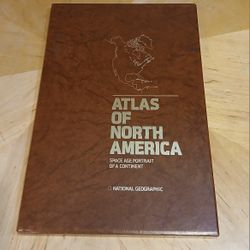 ATLAS
OF
NORTH
AMERICA
SPACE AGE PORTRAIT
OF A CONTINENT
NATIONAL GEOGRAPHIC